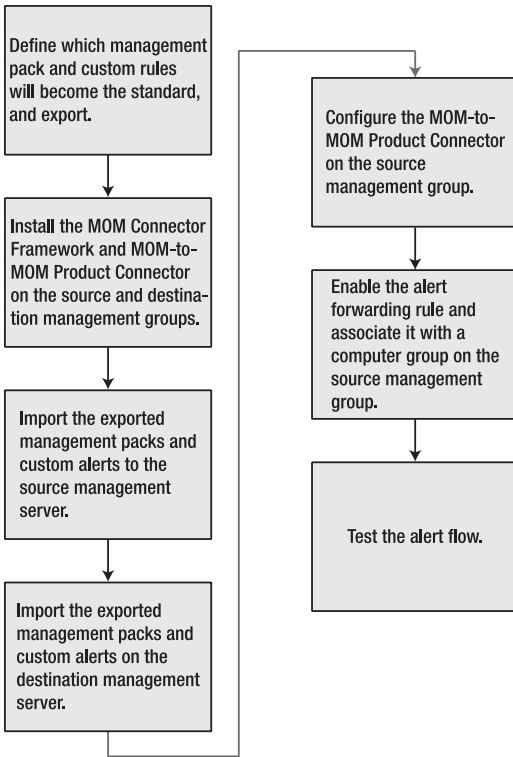 Define which management
pack and custom rules
will become the standard,
and export.
Install the MOM Connector
Framework and MOM-to-
MOM Product Connector
on the source and destina-
tion management groups.
Import the exported
management packs and
custom alerts to the
source management
server.
Import the exported
management packs and
custom alerts on the
destination management
server.
Configure the MOM-to-
MOM Product Connector
on the source
management group.
Enable the alert
forwarding rule and
associate it with a
computer group on the
source management
group.
Test the alert flow.